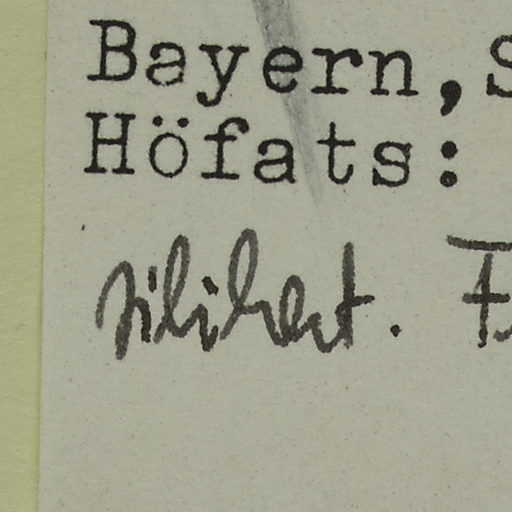 Bayern, S
Höfats:
silikat. F